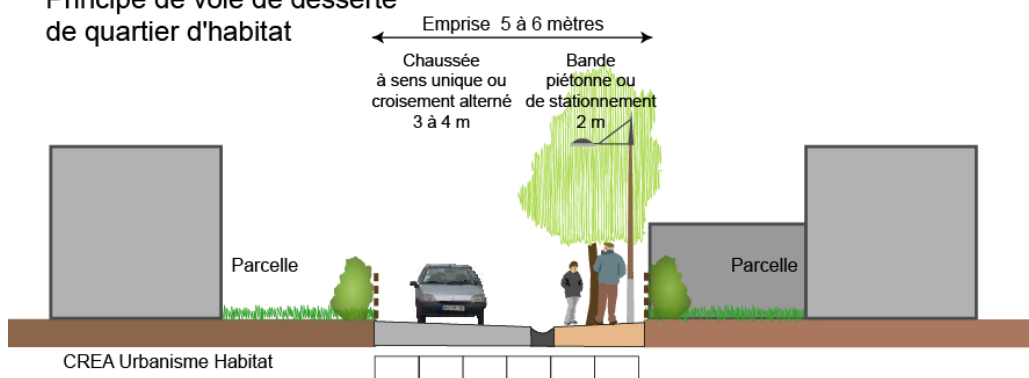 Principe de voie de desserte
de quartier d'habitat
Emprise 5 à 6 mètres
Chaussée
à sens unique ou
croisement alterné
3 à 4 m
Bande
piétonne ou
de stationnement
2 m
Parcelle
Parcelle
CREA Urbanisme Habitat